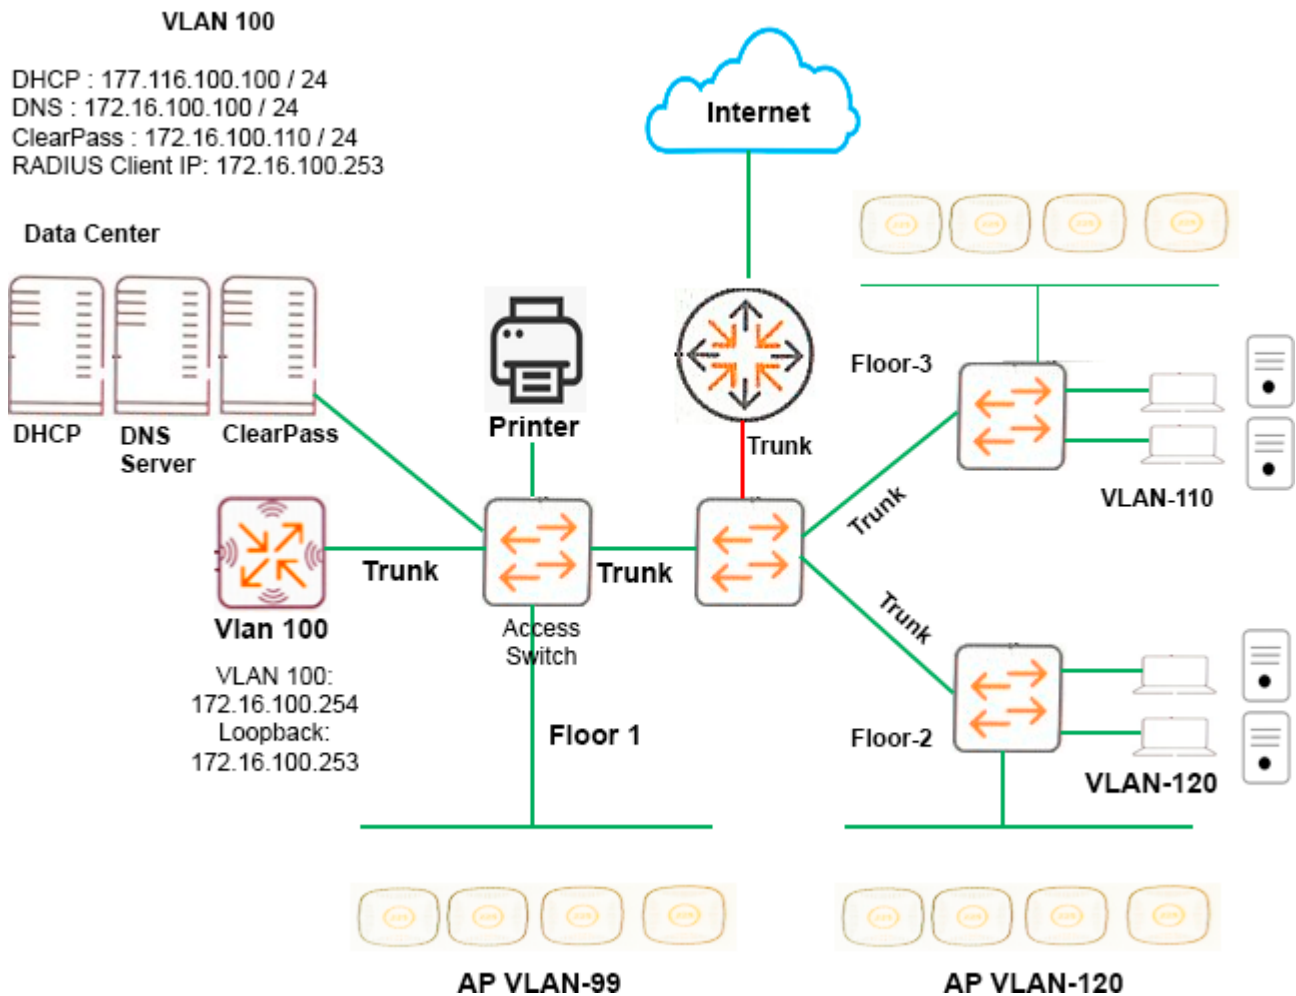 VLAN 100
DHCP : 177.116.100.100 / 24
DNS : 172.16.100.100 / 24
ClearPass : 172.16.100.110 / 24
RADIUS Client IP: 172.16.100.253
Internet
Data Center
DHCP
DNS
Server
ClearPass
Printer
Trunk
Floor-3
VLAN-110
Trunk
Trunk
Trunk
Trunk
Vlan 100
VLAN 100:
172.16.100.254
Loopback:
172.16.100.253
Access
Switch
Floor 1
Floor-2
VLAN-120
AP VLAN-99
AP VLAN-120